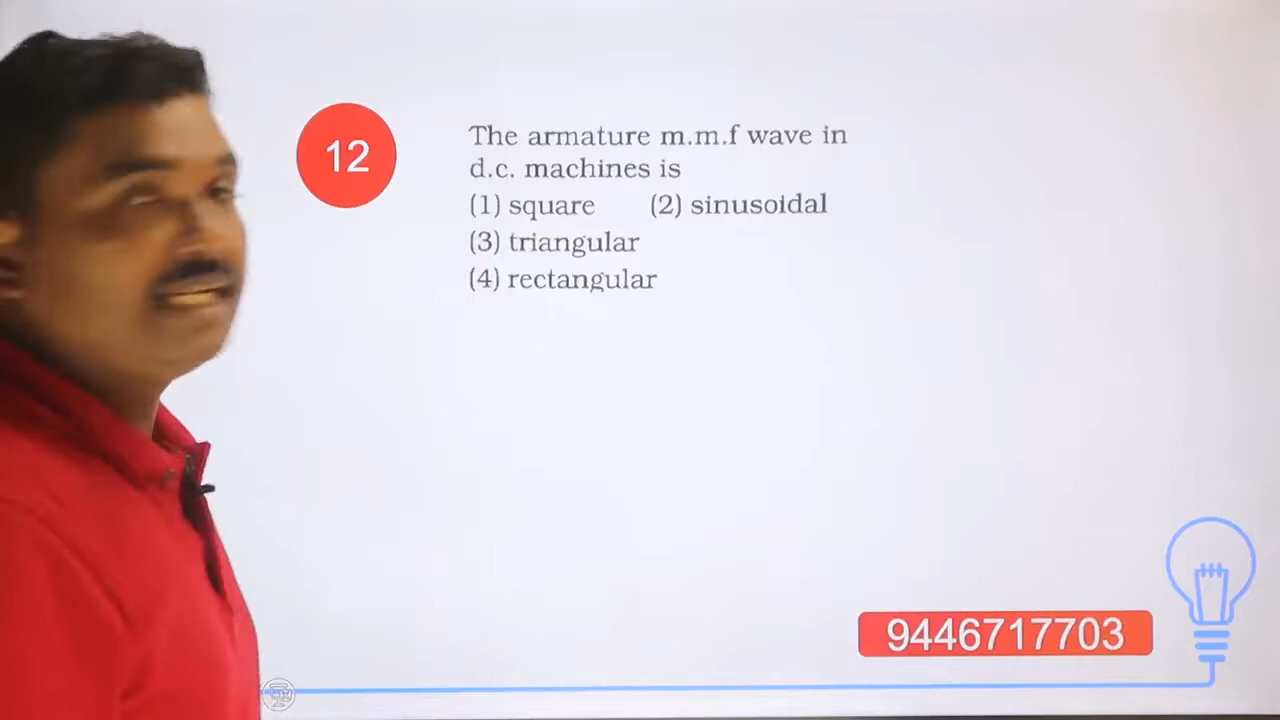 12
The armature m.m.f wave in
d.c. machines is
(1) square (2) sinusoidal
(3) triangular
(4) rectangular
9446717703